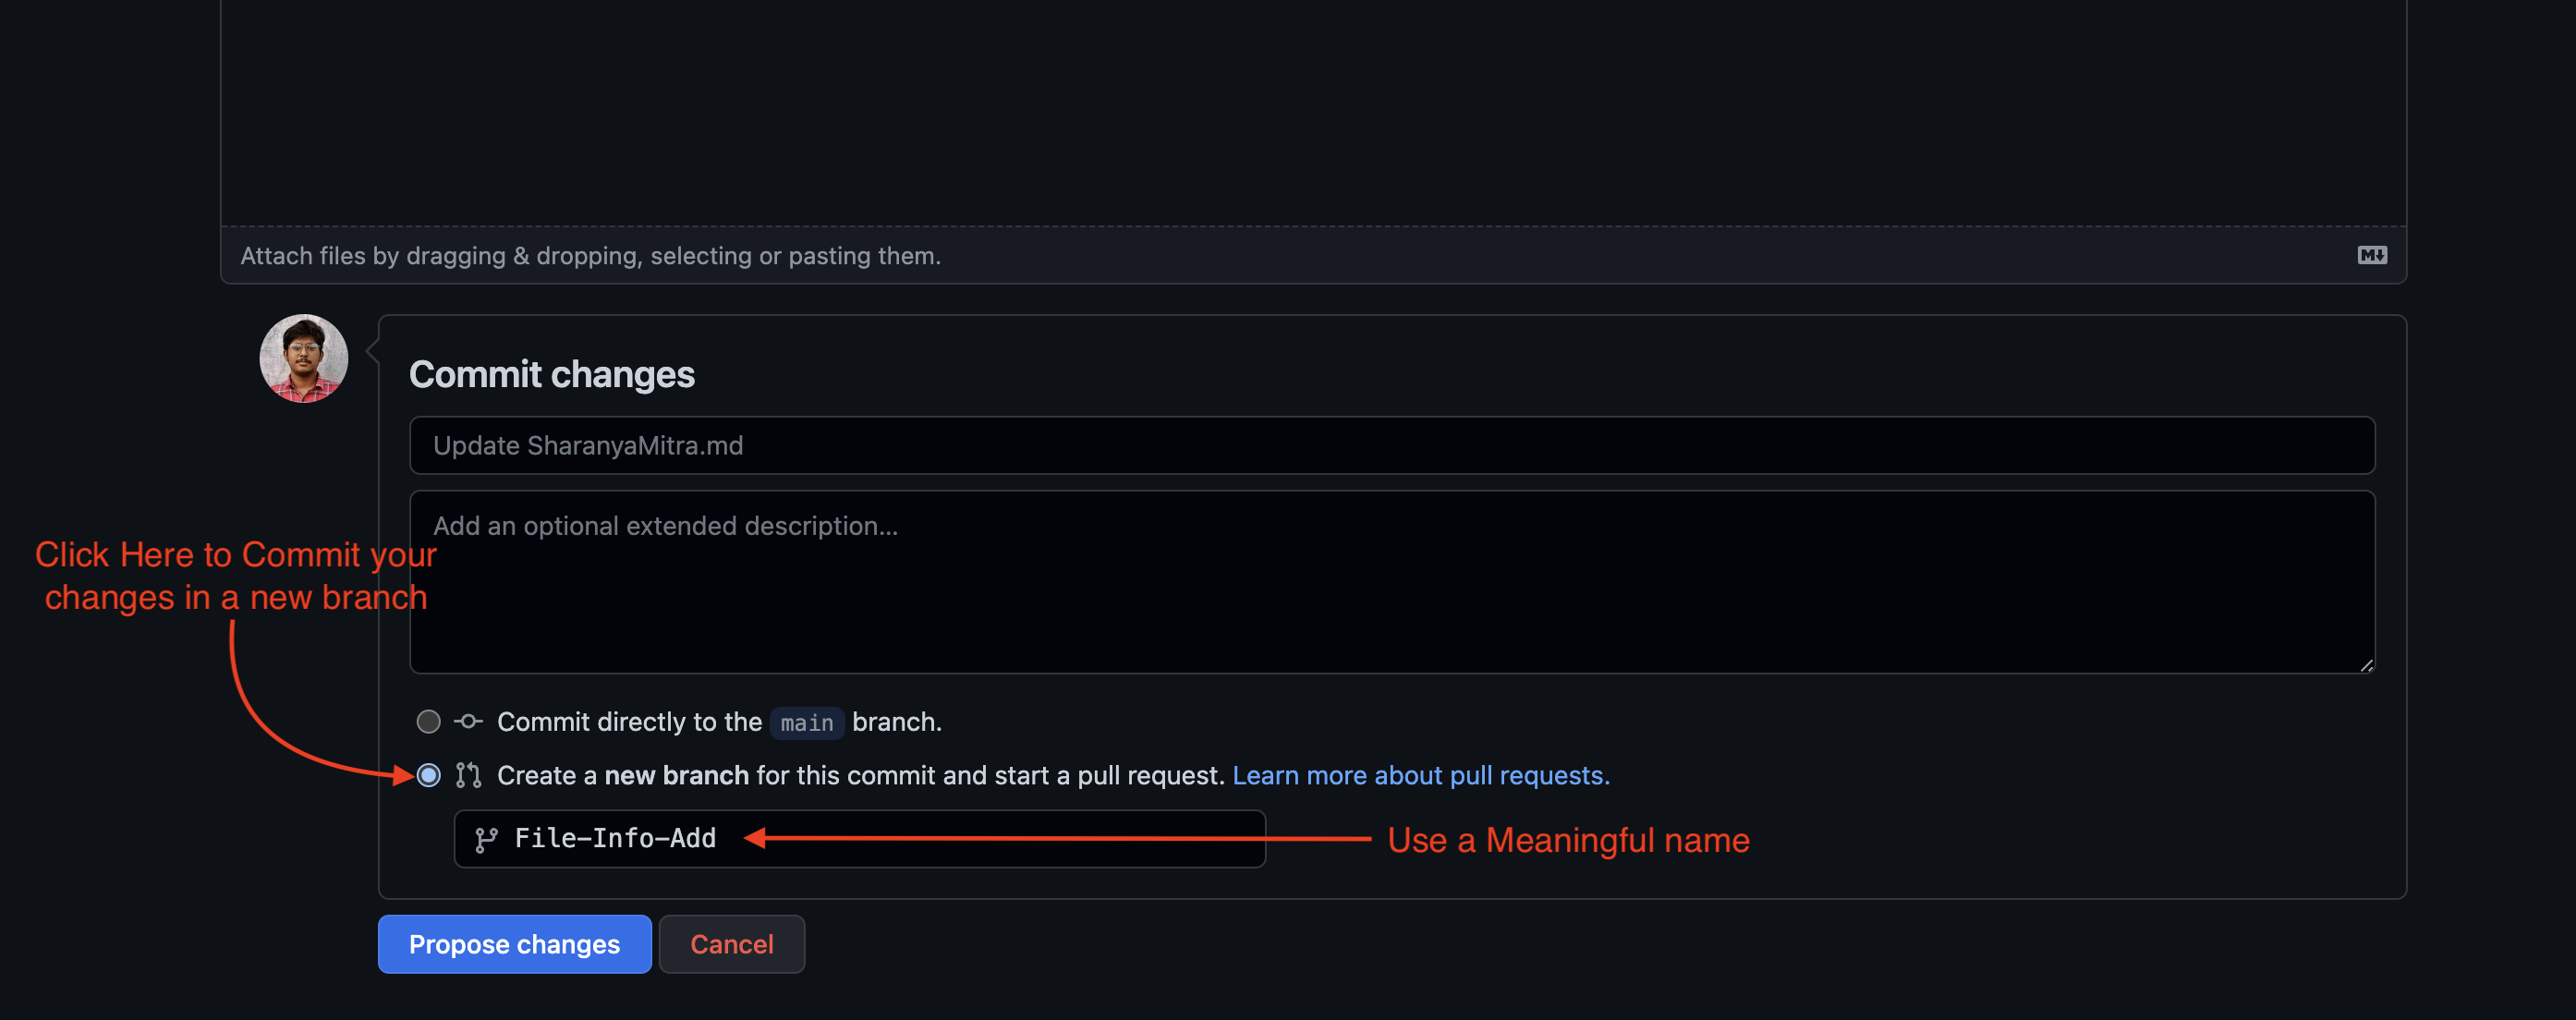 Attach files by dragging & dropping, selecting or pasting them.
M↓
Commit changes
Update SharanyaMitra.md
Add an optional extended description...
Click Here to Commit your
changes in a new branch
Commit directly to the main branch.
Create a new branch for this commit and start a pull request. Learn more about pull requests.
File-Info-Add
Use a Meaningful name
Propose changes
Cancel